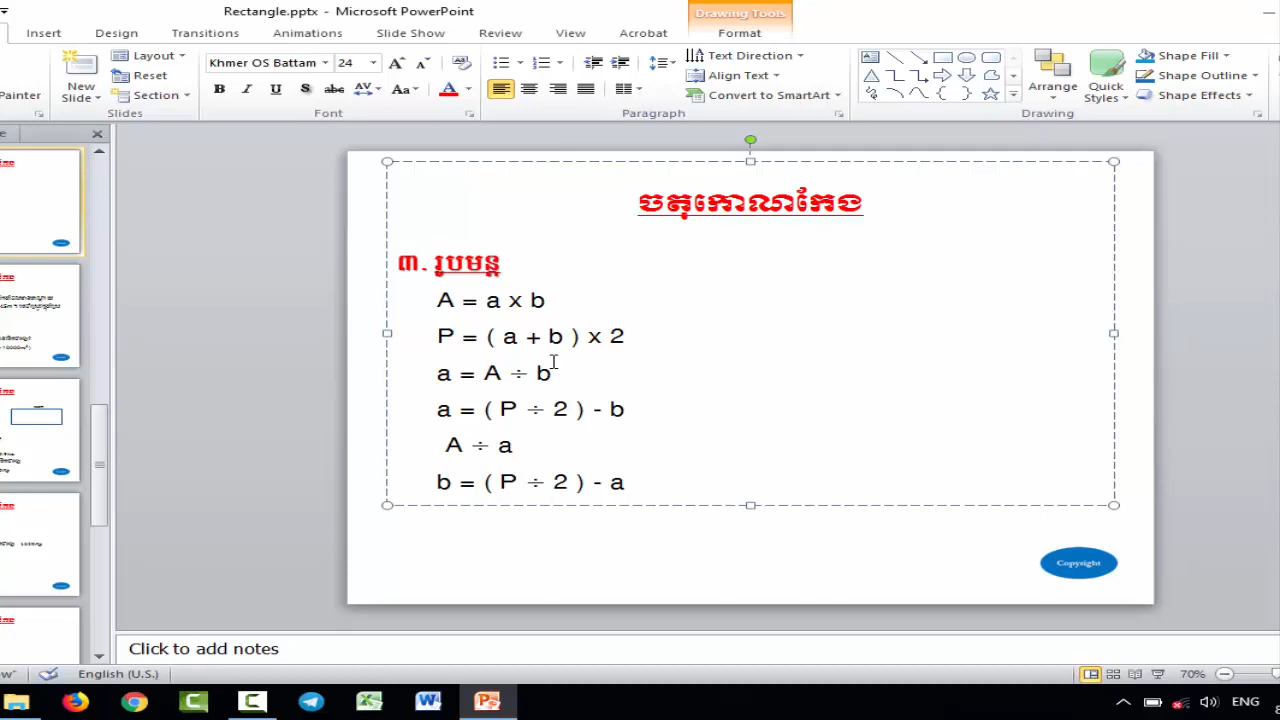 Rectangle.pptx - Microsoft PowerPoint
Drawing Tools
Insert Design Transitions Animations Slide Show Review View Acrobat Format
Painter
New Slide
Layout
Reset
Section
Slides
Khmer OS Battam 24
B I U S abc AV Aa A
Font
Text Direction
Align Text
Convert to SmartArt
Paragraph
Arrange
Quick Styles
Shape Fill
Shape Outline
Shape Effects
Drawing
ចតុកោណកែង
៣. រូបមន្ត
A = a x b
P = ( a + b ) x 2
a = A ÷ b
a = ( P ÷ 2 ) - b
A ÷ a
b = ( P ÷ 2 ) - a
Copyright
Click to add notes
English (U.S.)
70%
ENG